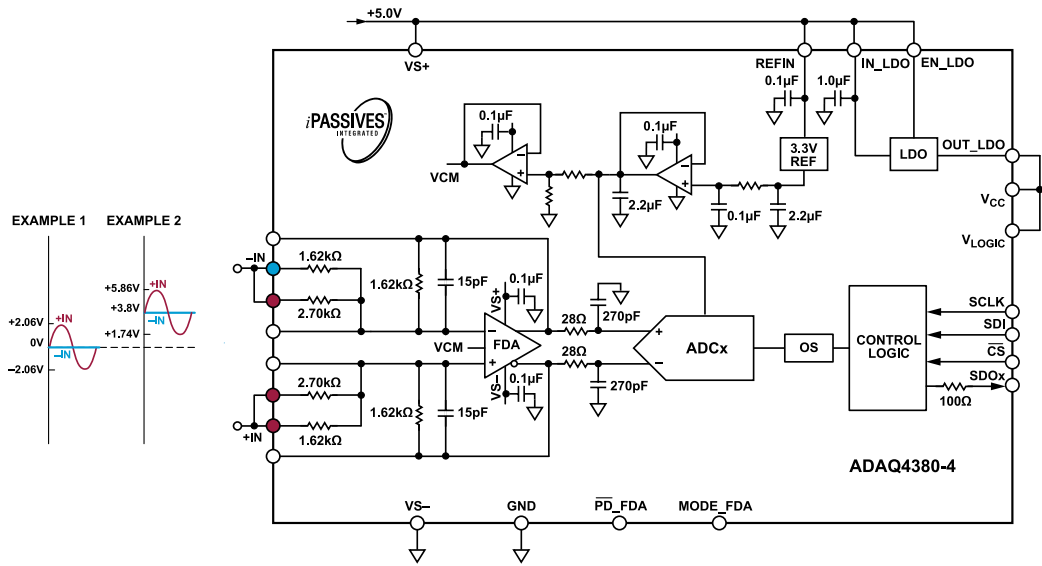 +5.0V
VS+
REFIN
IN_LDO
EN_LDO
0.1µF
1.0µF
iPASSIVES
INTEGRATED
0.1µF
0.1µF
3.3V
REF
LDO
OUT_LDO
VCM
−
+
−
+
2.2µF
0.1µF
2.2µF
VCC
VLOGIC
EXAMPLE 1
EXAMPLE 2
+5.86V
+IN
+3.8V
−IN
+1.74V
+2.06V
+IN
0V
−IN
−2.06V
−IN
1.62kΩ
2.70kΩ
1.62kΩ
15pF
VS+
0.1µF
28Ω
270pF
−
FDA
+
VCM
28Ω
VS−
0.1µF
270pF
+
ADCx
−
OS
CONTROL
LOGIC
SCLK
SDI
CS
SDOx
100Ω
2.70kΩ
1.62kΩ
+IN
1.62kΩ
15pF
ADAQ4380-4
VS−
GND
PD_FDA
MODE_FDA